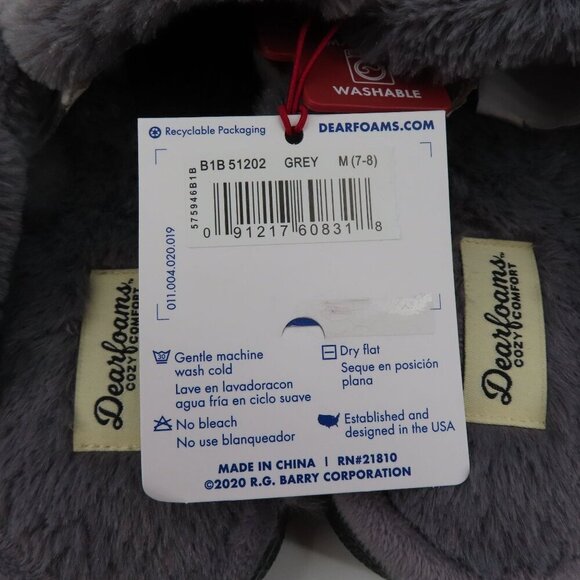 WASHABLE
Recyclable Packaging
DEARFOAMS.COM
B1B 51202 GREY M (7-8)
575946B1B
0 91217 60831 8
011.004.020.019
30
Gentle machine
wash cold
Lave en lavadoracon
agua fría en ciclo suave
Dry flat
Seque en posición
plana
No bleach
No use blanqueador
Established and
designed in the USA
MADE IN CHINA | RN#21810
©2020 R.G. BARRY CORPORATION
Dearfoams
COZY COMFORT
Dearfoams
COZY COMFORT